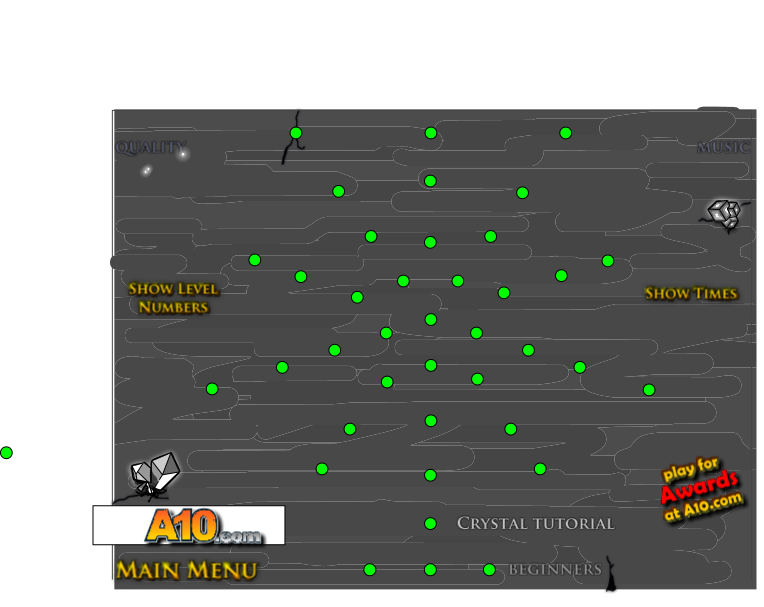 QUALITY
MUSIC
SHOW LEVEL
NUMBERS
SHOW TIMES
play for
Awards
at A10.com
A10.com
CRYSTAL TUTORIAL
MAIN MENU
BEGINNERS